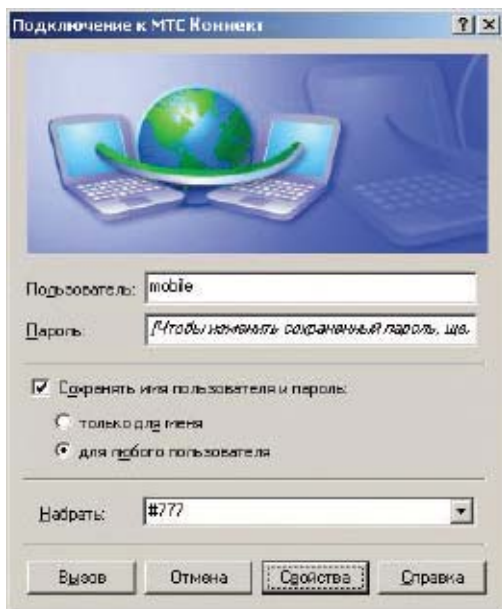 Подключение к МТС Коннект
Пользователь: mobile
Пароль: [Чтобы изменить сохраненный пароль, ще.
Сохранять имя пользователя и пароль:
только для меня
для любого пользователя
Набрать: #777
Вызов Отмена Свойства Справка